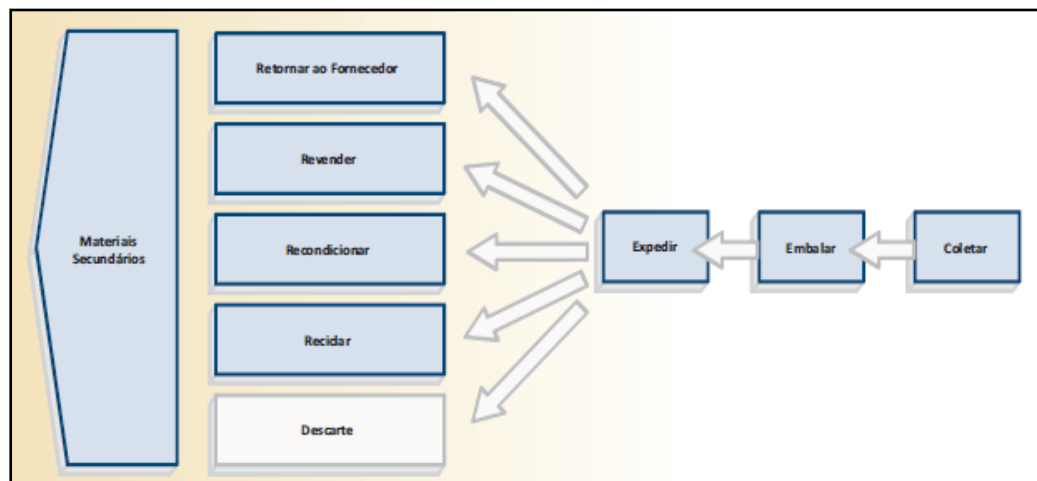 Retornar ao Fornecedor
Revender
Materiais
Secundários
Recondicionar
Expedir
Embalar
Coletar
Reciclar
Descarte